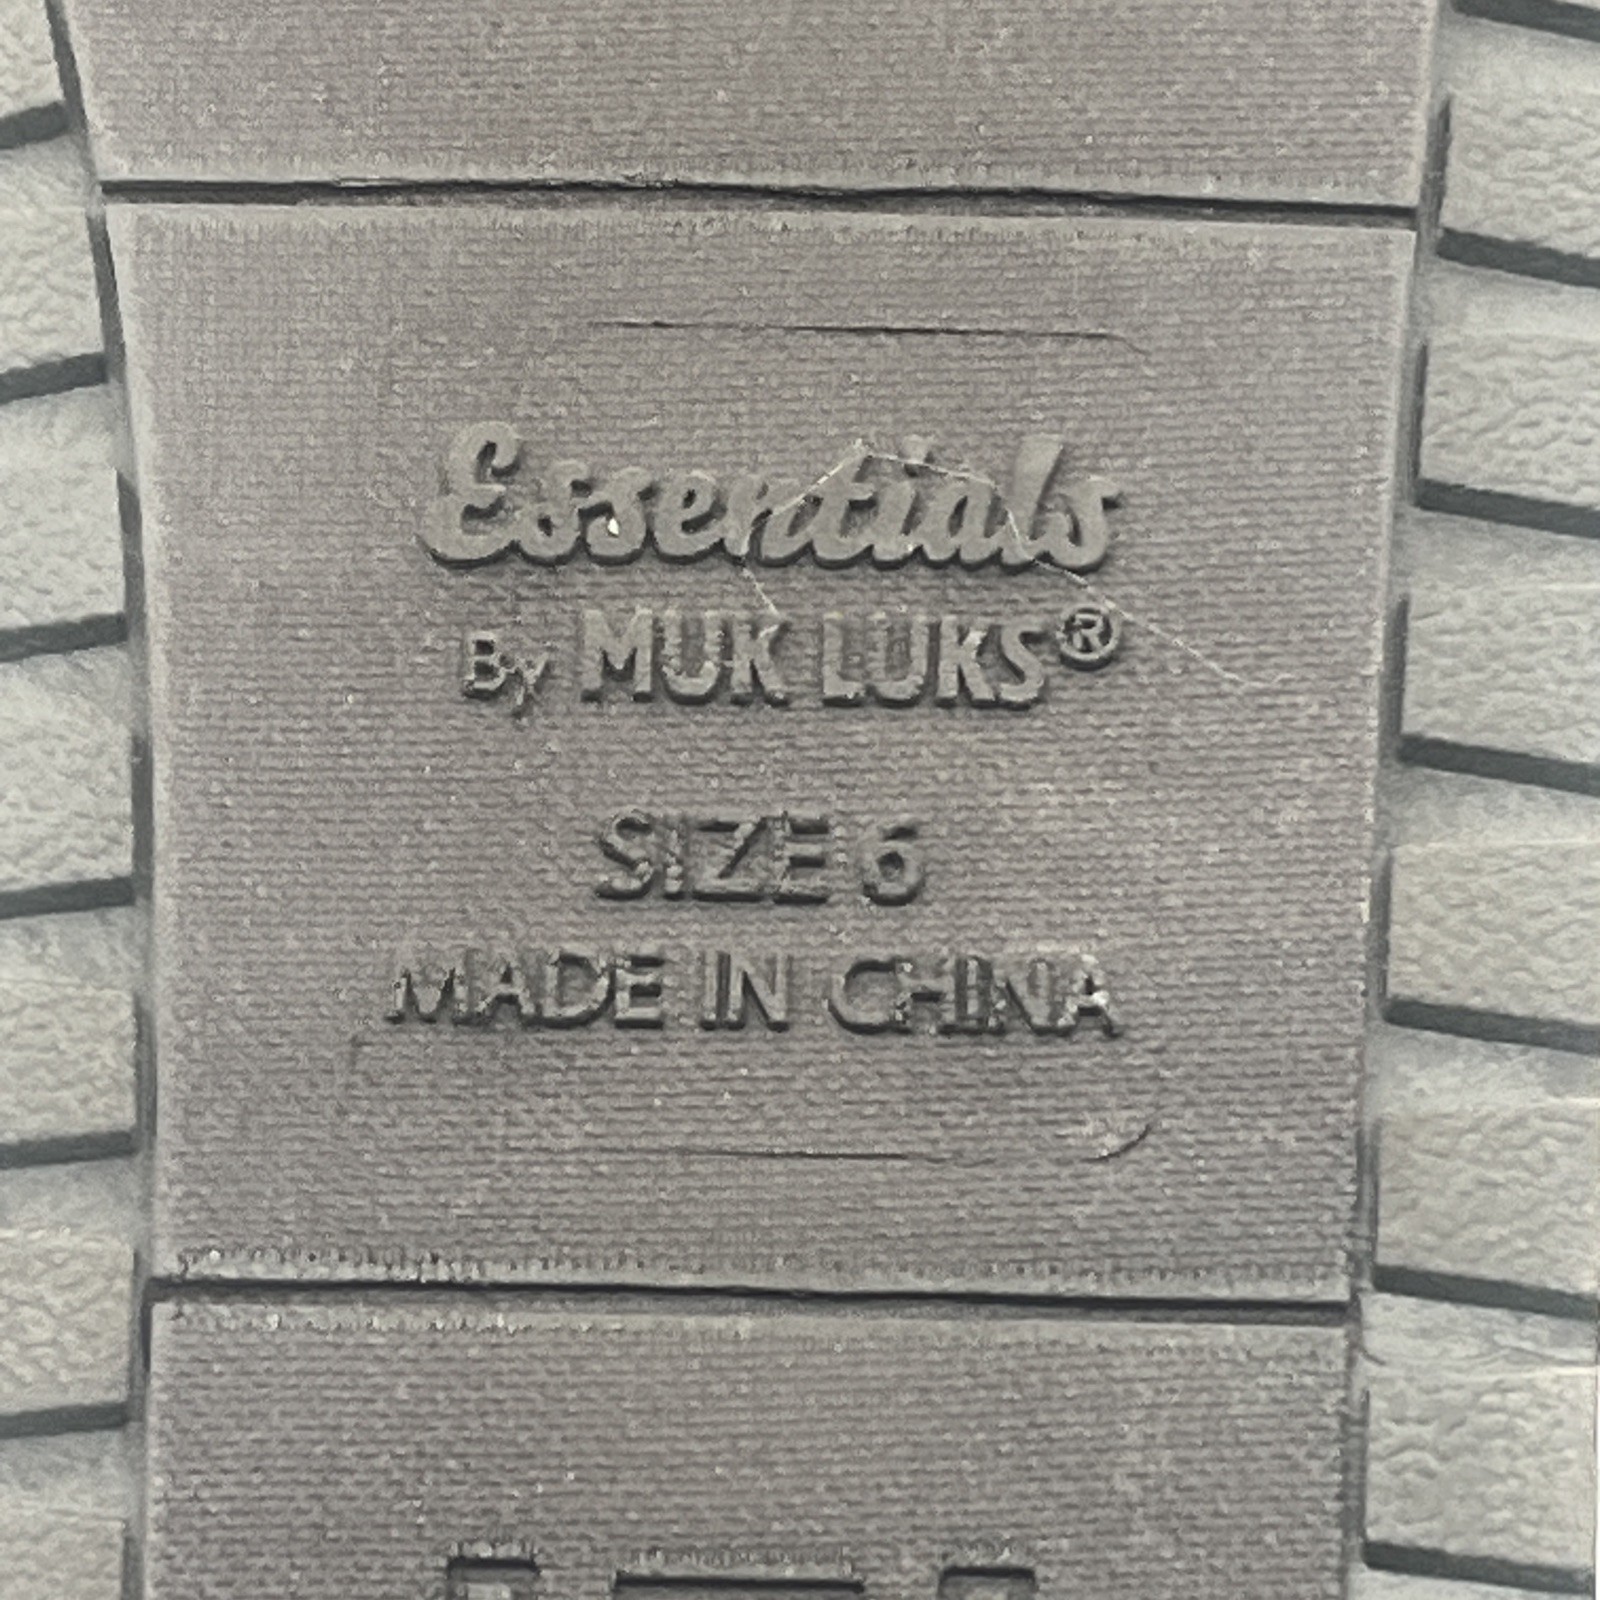 Essentials
By MUK LUKS®
SIZE 6
MADE IN CHINA